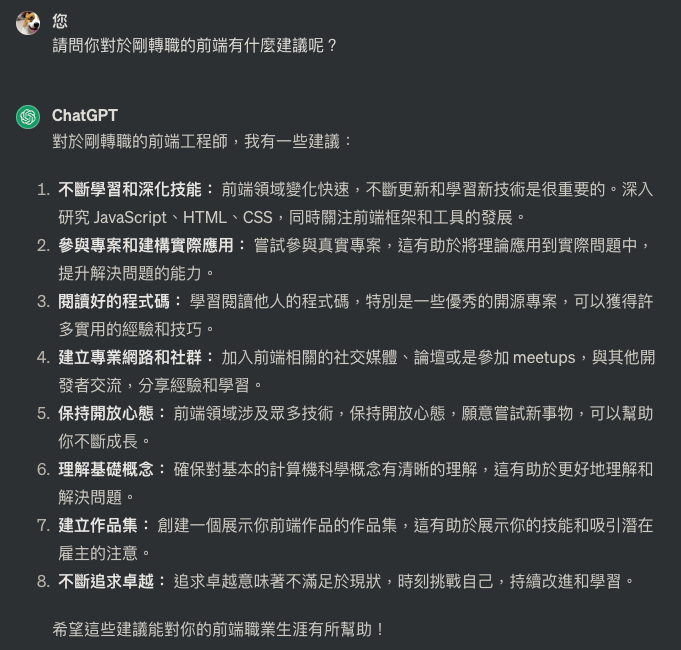 您
請問你對於剛轉職的前端有什麼建議呢？
ChatGPT
對於剛轉職的前端工程師，我有一些建議：
1. 不斷學習和深化技能： 前端領域變化快速，不斷更新和學習新技術是很重要的。深入
研究 JavaScript、HTML、CSS，同時關注前端框架和工具的發展。
2. 參與專案和建構實際應用： 嘗試參與真實專案，這有助於將理論應用到實際問題中，
提升解決問題的能力。
3. 閱讀好的程式碼： 學習閱讀他人的程式碼，特別是一些優秀的開源專案，可以獲得許
多實用的經驗和技巧。
4. 建立專業網路和社群： 加入前端相關的社交媒體、論壇或是參加 meetups，與其他開
發者交流，分享經驗和學習。
5. 保持開放心態： 前端領域涉及眾多技術，保持開放心態，願意嘗試新事物，可以幫助
你不斷成長。
6. 理解基礎概念： 確保對基本的計算機科學概念有清晰的理解，這有助於更好地理解和
解決問題。
7. 建立作品集： 創建一個展示你前端作品的作品集，這有助於展示你的技能和吸引潛在
雇主的注意。
8. 不斷追求卓越： 追求卓越意味著不滿足於現狀，時刻挑戰自己，持續改進和學習。
希望這些建議能對你的前端職業生涯有所幫助！